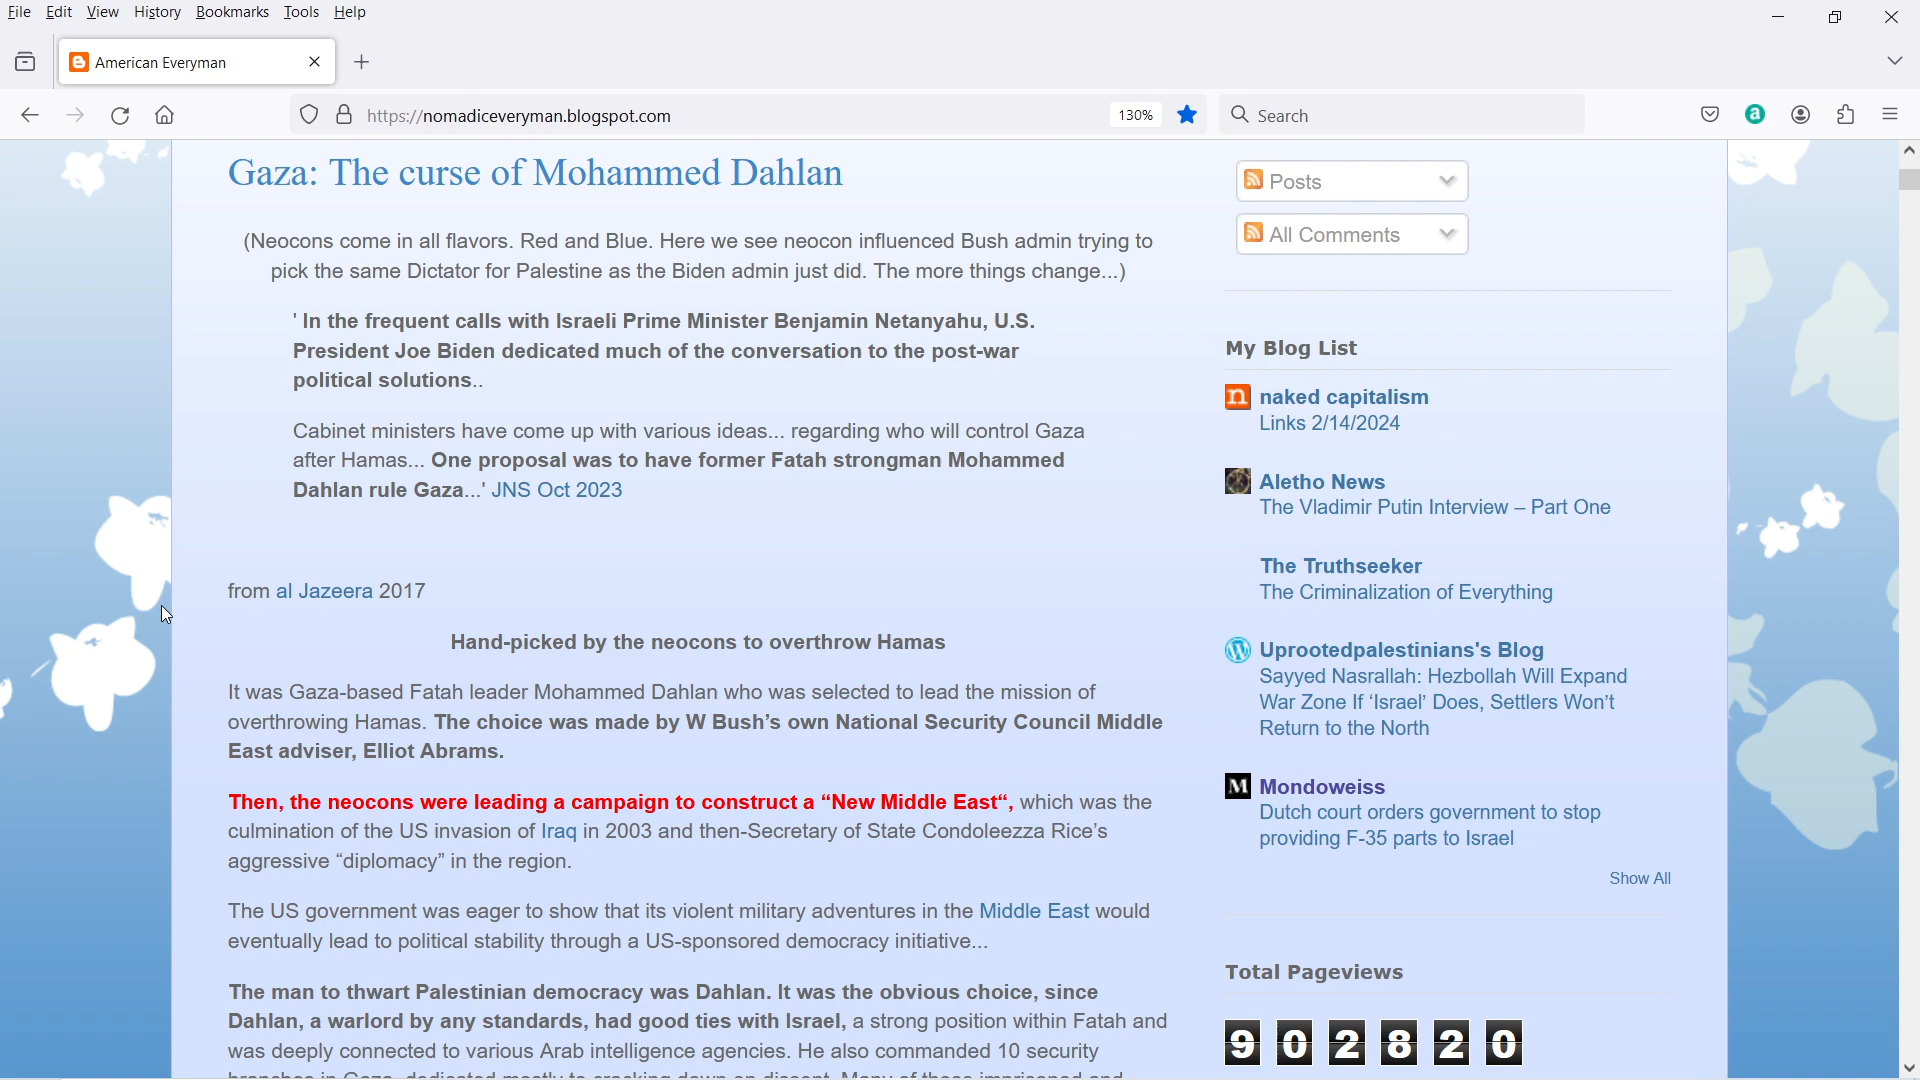 File Edit View History Bookmarks Tools Help
American Everyman
https://nomadiceveryman.blogspot.com
130%
Search
Gaza: The curse of Mohammed Dahlan
(Neocons come in all flavors. Red and Blue. Here we see neocon influenced Bush admin trying to
pick the same Dictator for Palestine as the Biden admin just did. The more things change...)
' In the frequent calls with Israeli Prime Minister Benjamin Netanyahu, U.S.
President Joe Biden dedicated much of the conversation to the post-war
political solutions..
Cabinet ministers have come up with various ideas... regarding who will control Gaza
after Hamas... One proposal was to have former Fatah strongman Mohammed
Dahlan rule Gaza...' JNS Oct 2023
from al Jazeera 2017
Hand-picked by the neocons to overthrow Hamas
It was Gaza-based Fatah leader Mohammed Dahlan who was selected to lead the mission of
overthrowing Hamas. The choice was made by W Bush’s own National Security Council Middle
East adviser, Elliot Abrams.
Then, the neocons were leading a campaign to construct a “New Middle East“, which was the
culmination of the US invasion of Iraq in 2003 and then-Secretary of State Condoleezza Rice’s
aggressive “diplomacy” in the region.
The US government was eager to show that its violent military adventures in the Middle East would
eventually lead to political stability through a US-sponsored democracy initiative...
The man to thwart Palestinian democracy was Dahlan. It was the obvious choice, since
Dahlan, a warlord by any standards, had good ties with Israel, a strong position within Fatah and
was deeply connected to various Arab intelligence agencies. He also commanded 10 security
Posts
All Comments
My Blog List
naked capitalism
Links 2/14/2024
Aletho News
The Vladimir Putin Interview – Part One
The Truthseeker
The Criminalization of Everything
Uprootedpalestinians's Blog
Sayyed Nasrallah: Hezbollah Will Expand
War Zone If ‘Israel’ Does, Settlers Won’t
Return to the North
Mondoweiss
Dutch court orders government to stop
providing F-35 parts to Israel
Show All
Total Pageviews
902820